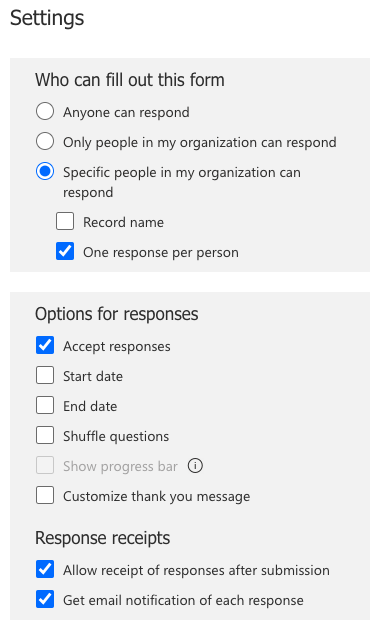 Settings
Who can fill out this form
Anyone can respond
Only people in my organization can respond
Specific people in my organization can
respond
Record name
One response per person
Options for responses
Accept responses
Start date
End date
Shuffle questions
Show progress bar
Customize thank you message
Response receipts
Allow receipt of responses after submission
Get email notification of each response